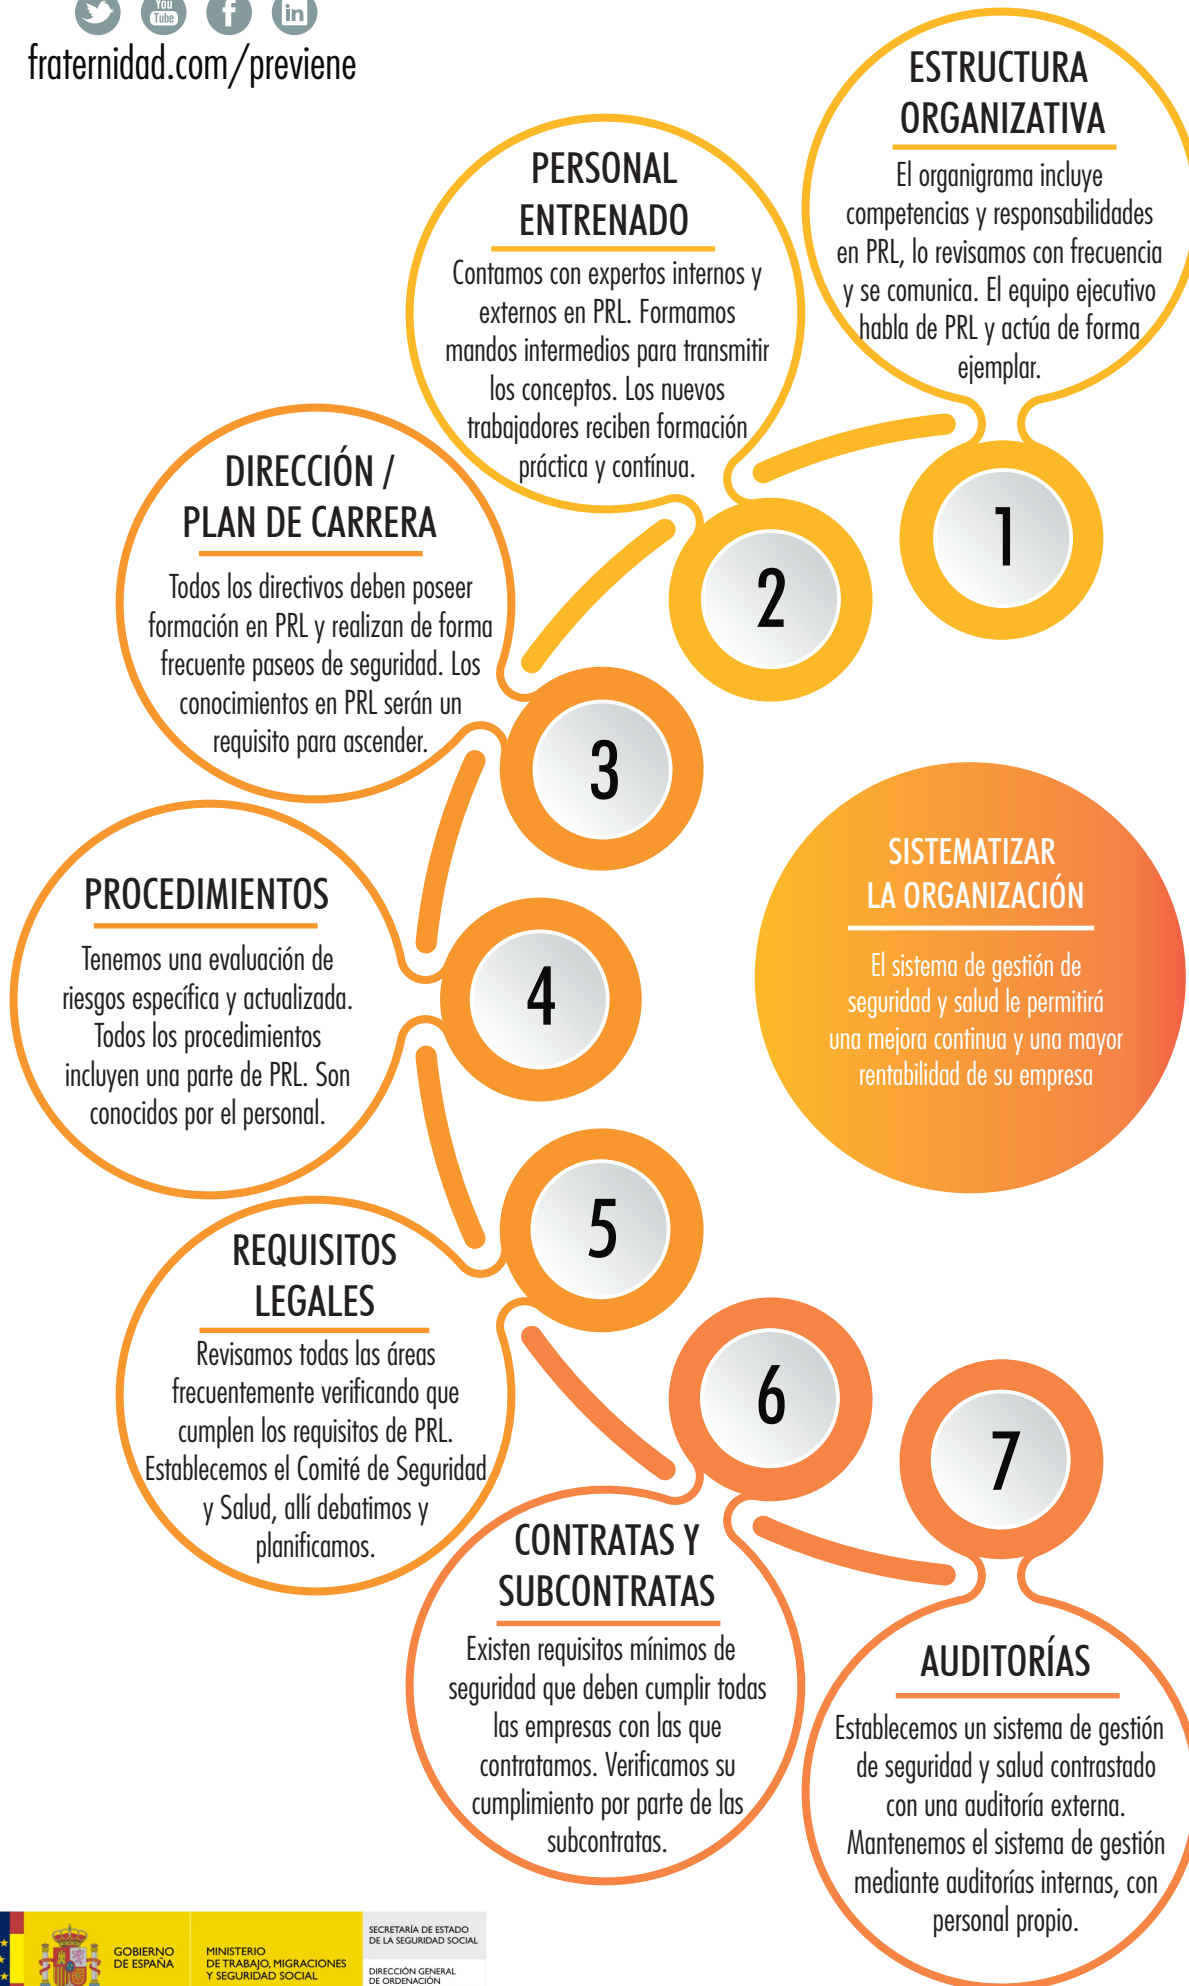 You
Tube
f
in
fraternidad.com/previene
ESTRUCTURA
ORGANIZATIVA
El organigrama incluye
competencias y responsabilidades
en PRL, lo revisamos con frecuencia
y se comunica. El equipo ejecutivo
habla de PRL y actúa de forma
ejemplar.
1
PERSONAL
ENTRENADO
Contamos con expertos internos y
externos en PRL. Formamos
mandos intermedios para transmitir
los conceptos. Los nuevos
trabajadores reciben formación
práctica y contínua.
2
DIRECCIÓN /
PLAN DE CARRERA
Todos los directivos deben poseer
formación en PRL y realizan de forma
frecuente paseos de seguridad. Los
conocimientos en PRL serán un
requisito para ascender.
3
PROCEDIMIENTOS
Tenemos una evaluación de
riesgos específica y actualizada.
Todos los procedimientos
incluyen una parte de PRL. Son
conocidos por el personal.
4
SISTEMATIZAR
LA ORGANIZACIÓN
El sistema de gestión de
seguridad y salud le permitirá
una mejora continua y una mayor
rentabilidad de su empresa
REQUISITOS
LEGALES
Revisamos todas las áreas
frecuentemente verificando que
cumplen los requisitos de PRL.
Establecemos el Comité de Seguridad
y Salud, allí debatimos y
planificamos.
5
CONTRATAS Y
SUBCONTRATAS
Existen requisitos mínimos de
seguridad que deben cumplir todas
las empresas con las que
contratamos. Verificamos su
cumplimiento por parte de las
subcontratas.
6
AUDITORÍAS
Establecemos un sistema de gestión
de seguridad y salud contrastado
con una auditoría externa.
Mantenemos el sistema de gestión
mediante auditorías internas, con
personal propio.
7
GOBIERNO
DE ESPAÑA
MINISTERIO
DE TRABAJO, MIGRACIONES
Y SEGURIDAD SOCIAL
SECRETARÍA DE ESTADO
DE LA SEGURIDAD SOCIAL
DIRECCIÓN GENERAL
DE ORDENACIÓN